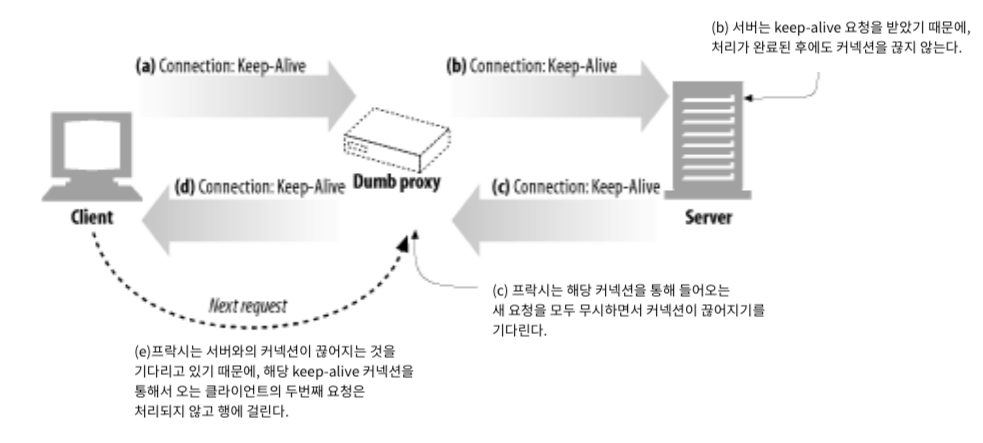 (b) 서버는 keep-alive 요청을 받았기 때문에,
처리가 완료된 후에도 커넥션을 끊지 않는다.
(a) Connection: Keep-Alive
(b) Connection: Keep-Alive
(d) Connection: Keep-Alive
Dumb proxy
(c) Connection: Keep-Alive
Client
Server
Next request
(c) 프락시는 해당 커넥션을 통해 들어오는
새 요청을 모두 무시하면서 커넥션이 끊어지기를
기다린다.
(e)프락시는 서버와의 커넥션이 끊어지는 것을
기다리고 있기 때문에, 해당 keep-alive 커넥션을
통해서 오는 클라이언트의 두번째 요청은
처리되지 않고 행에 걸린다.